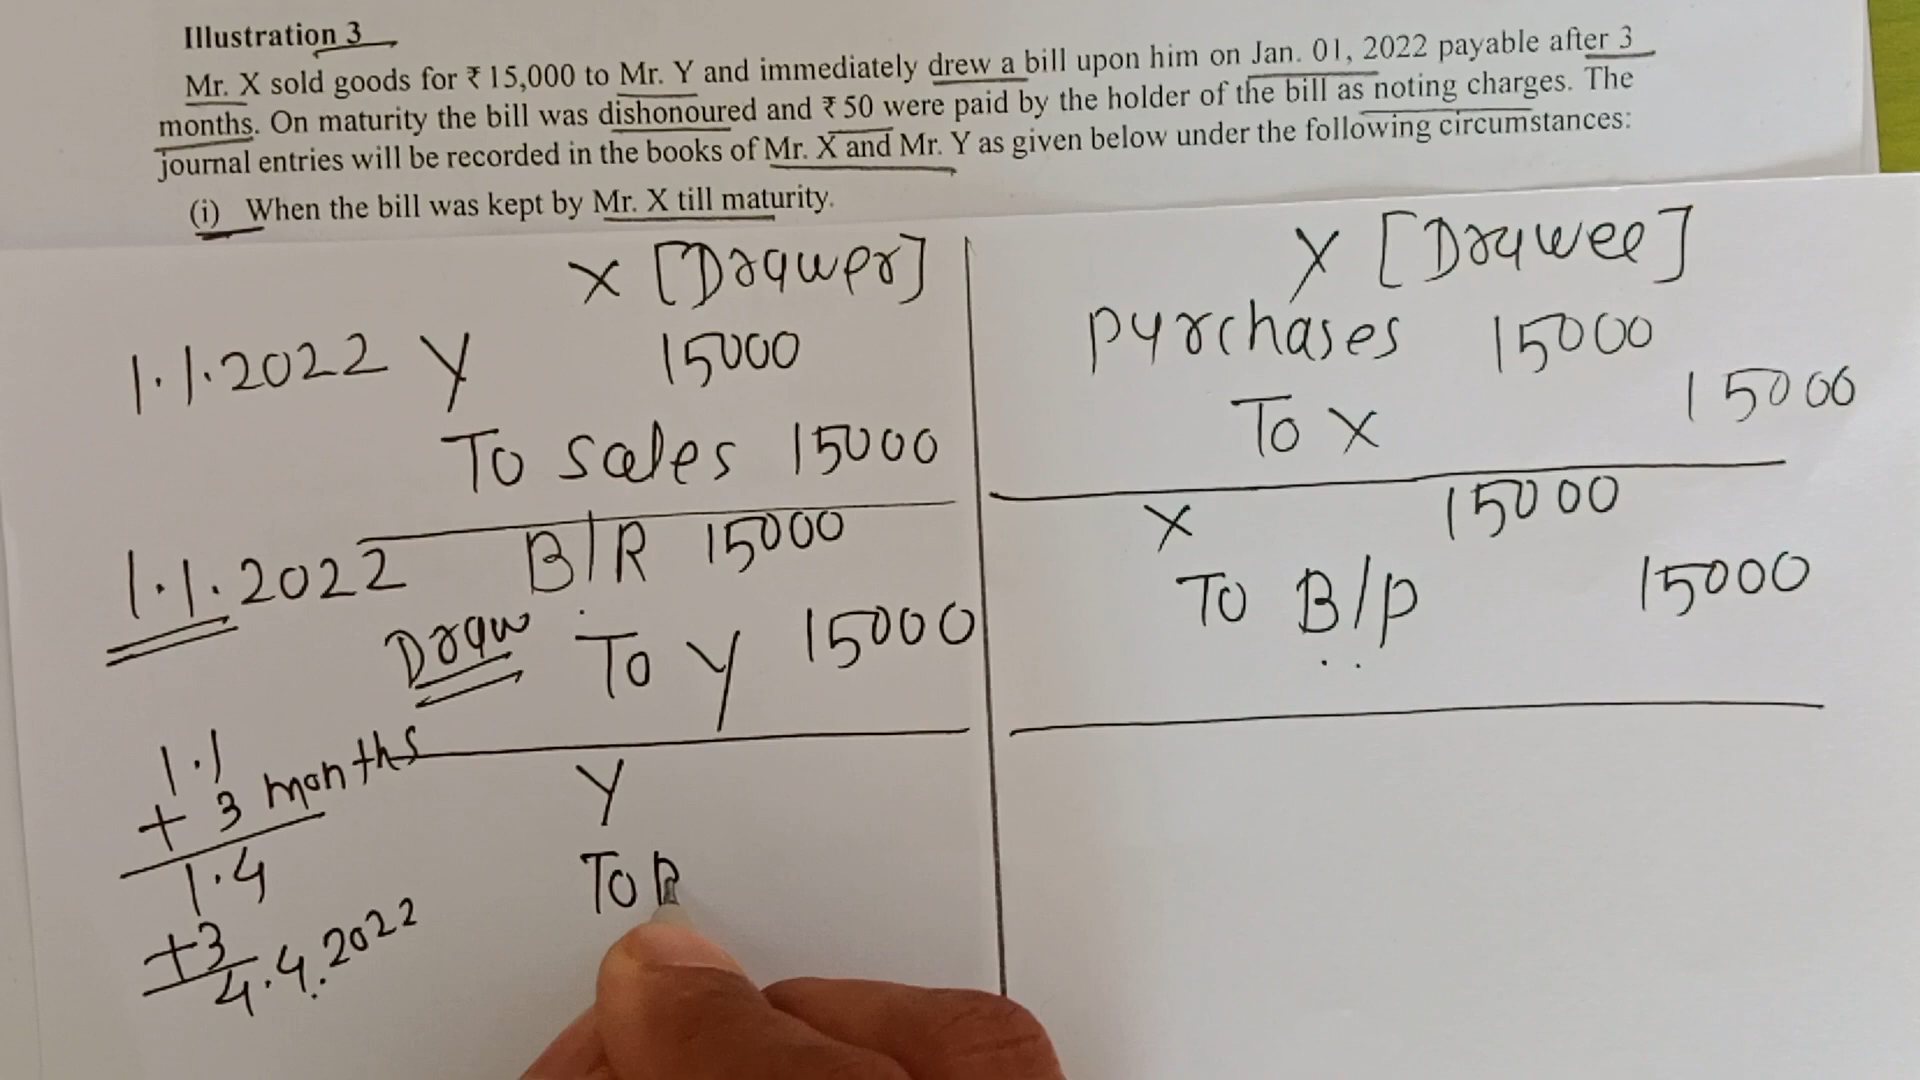 Illustration 3
Mr. X sold goods for ₹ 15,000 to Mr. Y and immediately drew a bill upon him on Jan. 01, 2022 payable after 3
months. On maturity the bill was dishonoured and ₹ 50 were paid by the holder of the bill as noting charges. The
journal entries will be recorded in the books of Mr. X and Mr. Y as given below under the following circumstances:
(i) When the bill was kept by Mr. X till maturity.
X [Drawer]
1.1.2022 Y 15000
To sales 15000
1.1.2022 B/R 15000
Draw To Y 15000
1.1
+ 3 months
1.4
+3
4.4.2022
Y
To B
Y [Drawee]
purchases 15000
To X 15000
X 15000
To B/p 15000